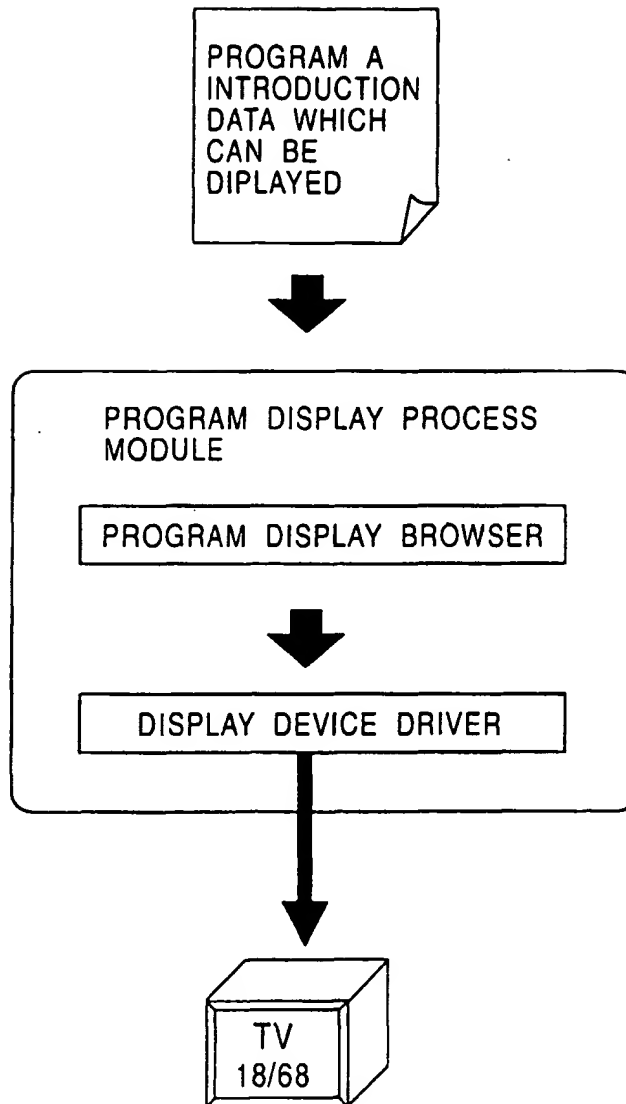 PROGRAM A
INTRODUCTION
DATA WHICH
CAN BE
DIPLAYED
PROGRAM DISPLAY PROCESS
MODULE
PROGRAM DISPLAY BROWSER
DISPLAY DEVICE DRIVER
TV
18/68